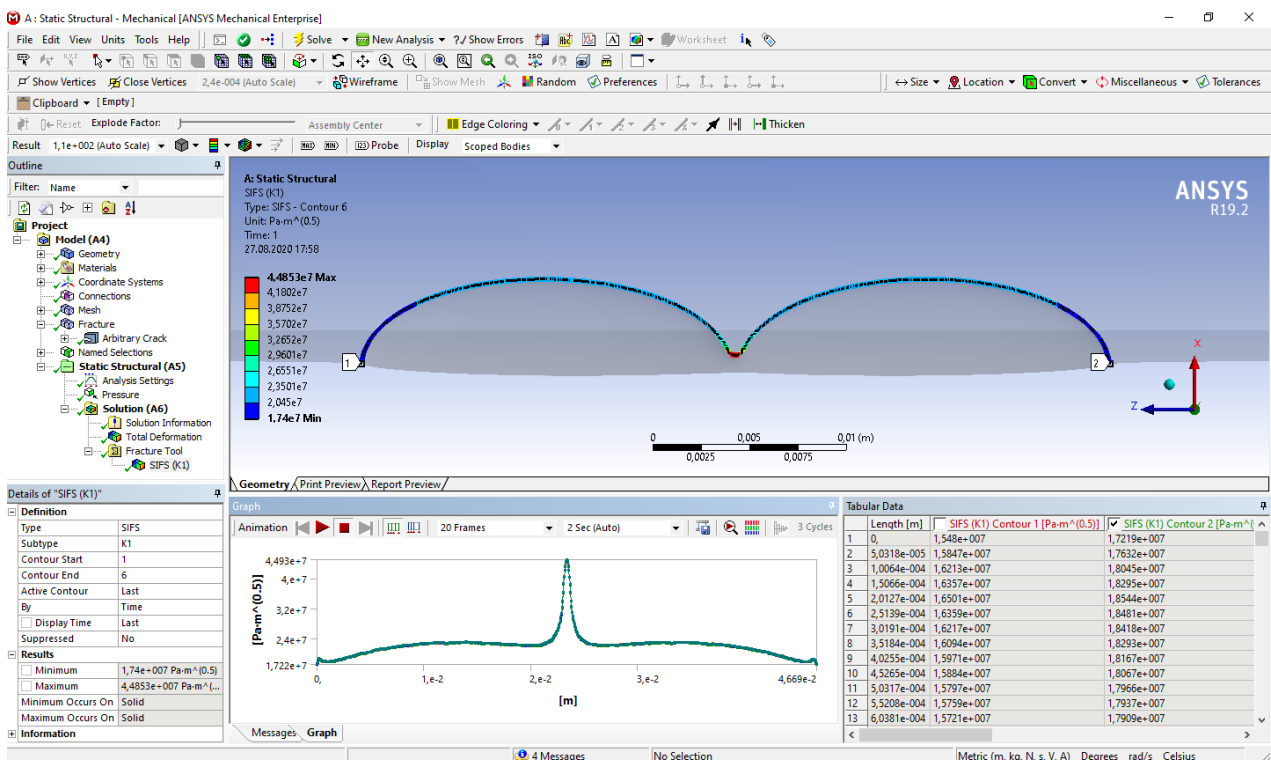 A : Static Structural - Mechanical [ANSYS Mechanical Enterprise]
File Edit View Units Tools Help Solve New Analysis ?/ Show Errors Worksheet
Show Vertices Close Vertices 2,4e-004 (Auto Scale) Wireframe Show Mesh Random Preferences Size Location Convert Miscellaneous Tolerances
Clipboard [Empty]
Reset Explode Factor: Assembly Center Edge Coloring Thicken
Result 1,1e+002 (Auto Scale) MAX MIN Probe Display Scoped Bodies
Outline
Filter: Name
Project
Model (A4)
Geometry
Materials
Coordinate Systems
Connections
Mesh
Fracture
Arbitrary Crack
Named Selections
Static Structural (A5)
Analysis Settings
Pressure
Solution (A6)
Solution Information
Total Deformation
Fracture Tool
SIFS (K1)
A: Static Structural
SIFS (K1)
Type: SIFS - Contour 6
Unit: Pa·m^(0.5)
Time: 1
27.08.2020 17:58
4,4853e7 Max
4,1802e7
3,8752e7
3,5702e7
3,2652e7
2,9601e7
2,6551e7
2,3501e7
2,045e7
1,74e7 Min
ANSYS
R19.2
1
2
X
Z
0 0,005 0,01 (m)
0,0025 0,0075
Geometry Print Preview Report Preview
Details of "SIFS (K1)"
Definition
Type SIFS
Subtype K1
Contour Start 1
Contour End 6
Active Contour Last
By Time
Display Time Last
Suppressed No
Results
Minimum 1,74e+007 Pa·m^(0.5)
Maximum 4,4853e+007 Pa·m^(...
Minimum Occurs On Solid
Maximum Occurs On Solid
Information
Graph
Animation 20 Frames 2 Sec (Auto) 3 Cycles
4,493e+7
4,e+7
3,2e+7
2,4e+7
1,722e+7
[Pa·m^(0.5)]
0, 1,e-2 2,e-2 3,e-2 4,669e-2
[m]
Messages Graph
Tabular Data
Length [m] SIFS (K1) Contour 1 [Pa·m^(0.5)] SIFS (K1) Contour 2 [Pa·m^(
1 0, 1,548e+007 1,7219e+007
2 5,0318e-005 1,5847e+007 1,7632e+007
3 1,0064e-004 1,6213e+007 1,8045e+007
4 1,5066e-004 1,6357e+007 1,8295e+007
5 2,0127e-004 1,6501e+007 1,8544e+007
6 2,5139e-004 1,6359e+007 1,8481e+007
7 3,0191e-004 1,6217e+007 1,8418e+007
8 3,5184e-004 1,6094e+007 1,8293e+007
9 4,0255e-004 1,5971e+007 1,8167e+007
10 4,5265e-004 1,5884e+007 1,8067e+007
11 5,0317e-004 1,5797e+007 1,7966e+007
12 5,5208e-004 1,5759e+007 1,7937e+007
13 6,0381e-004 1,5721e+007 1,7909e+007
4 Messages No Selection Metric (m, kg, N, s, V, A) Degrees rad/s Celsius